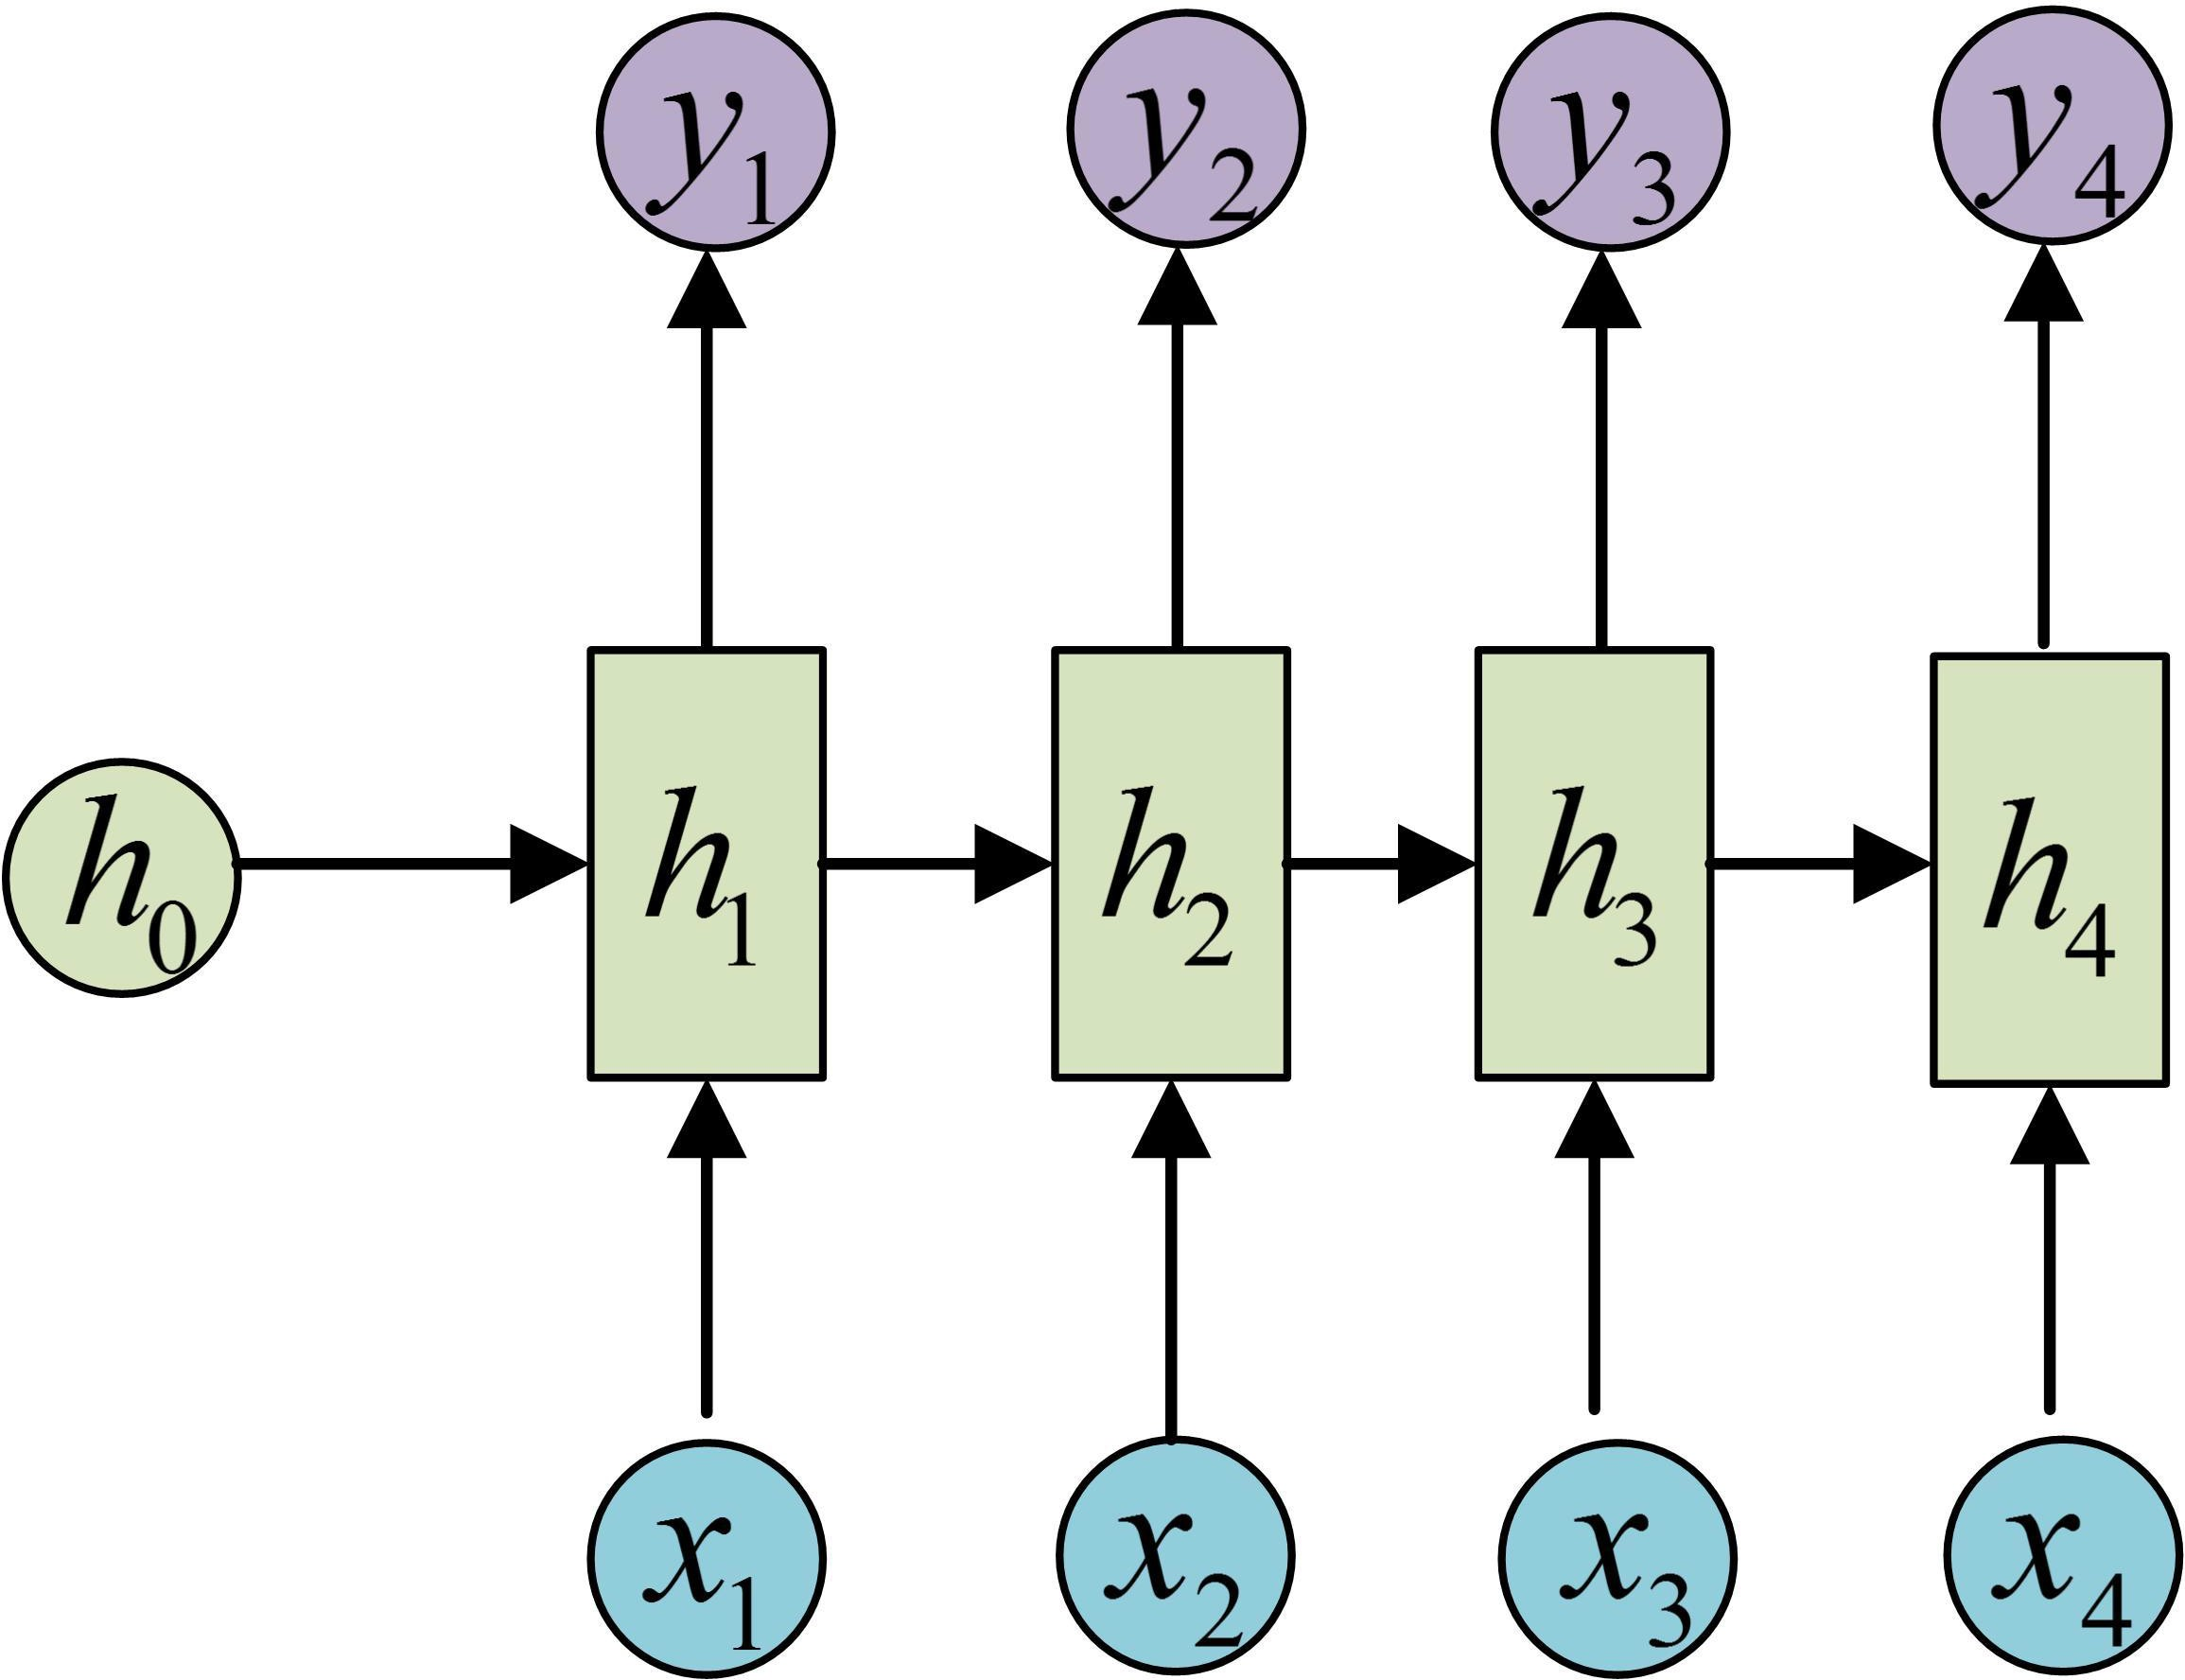 y₁ y₂ y₃ y₄
h₀ h₁ h₂ h₃ h₄
x₁ x₂ x₃ x₄